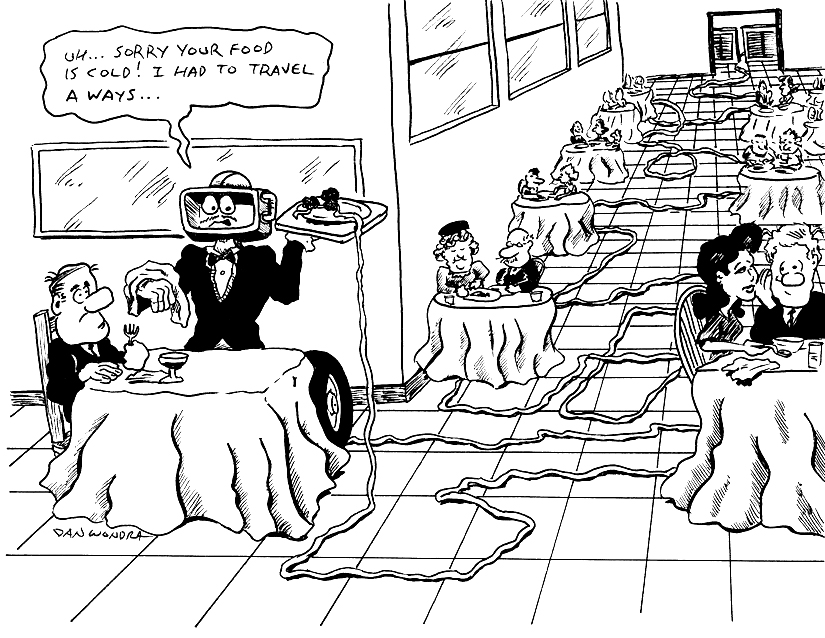 UH... SORRY YOUR FOOD
IS COLD! I HAD TO TRAVEL
A WAYS...
DAN WONDRA